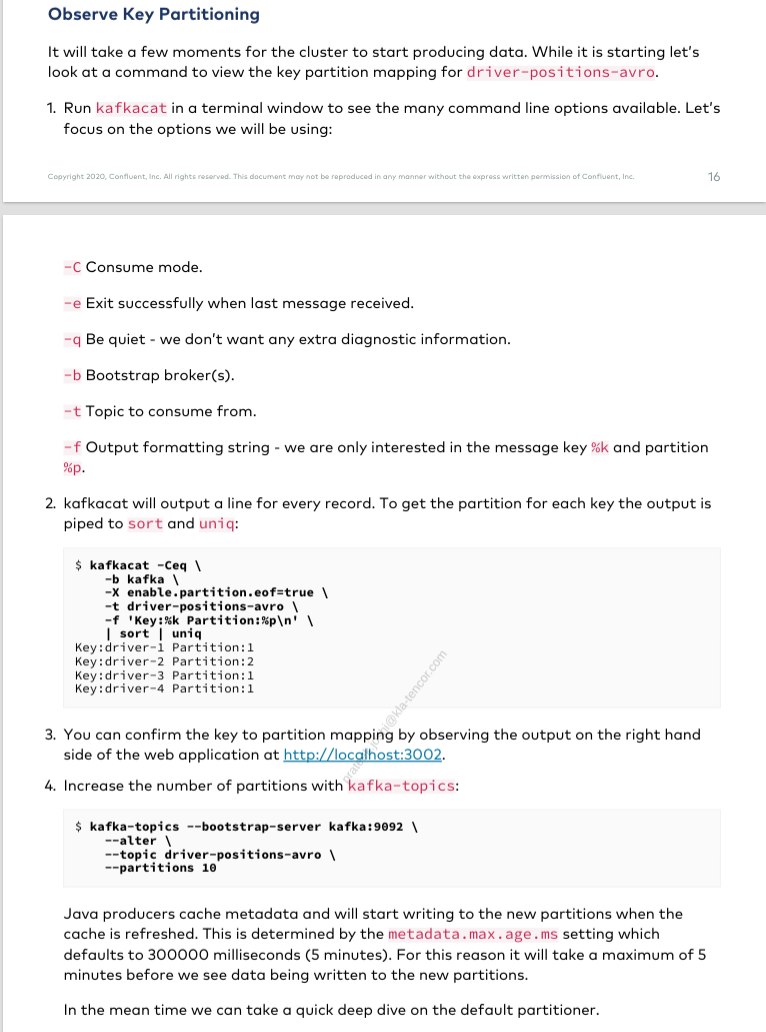 Observe Key Partitioning
It will take a few moments for the cluster to start producing data. While it is starting let’s
look at a command to view the key partition mapping for driver-positions-avro.
1. Run kafkacat in a terminal window to see the many command line options available. Let’s
focus on the options we will be using:
Copyright 2020, Confluent, Inc. All rights reserved. This document may not be reproduced in any manner without the express written permission of Confluent, Inc.
16
-C Consume mode.
-e Exit successfully when last message received.
-q Be quiet - we don’t want any extra diagnostic information.
-b Bootstrap broker(s).
-t Topic to consume from.
-f Output formatting string - we are only interested in the message key %k and partition
%p.
2. kafkacat will output a line for every record. To get the partition for each key the output is
piped to sort and uniq:
$ kafkacat -Ceq \
-b kafka \
-X enable.partition.eof=true \
-t driver-positions-avro \
-f 'Key:%k Partition:%p\n' \
| sort | uniq
Key:driver-1 Partition:1
Key:driver-2 Partition:2
Key:driver-3 Partition:1
Key:driver-4 Partition:1
@kla-tencor.com
3. You can confirm the key to partition mapping by observing the output on the right hand
side of the web application at http://localhost:3002.
4. Increase the number of partitions with kafka-topics:
$ kafka-topics --bootstrap-server kafka:9092 \
--alter \
--topic driver-positions-avro \
--partitions 10
Java producers cache metadata and will start writing to the new partitions when the
cache is refreshed. This is determined by the metadata.max.age.ms setting which
defaults to 300000 milliseconds (5 minutes). For this reason it will take a maximum of 5
minutes before we see data being written to the new partitions.
In the mean time we can take a quick deep dive on the default partitioner.